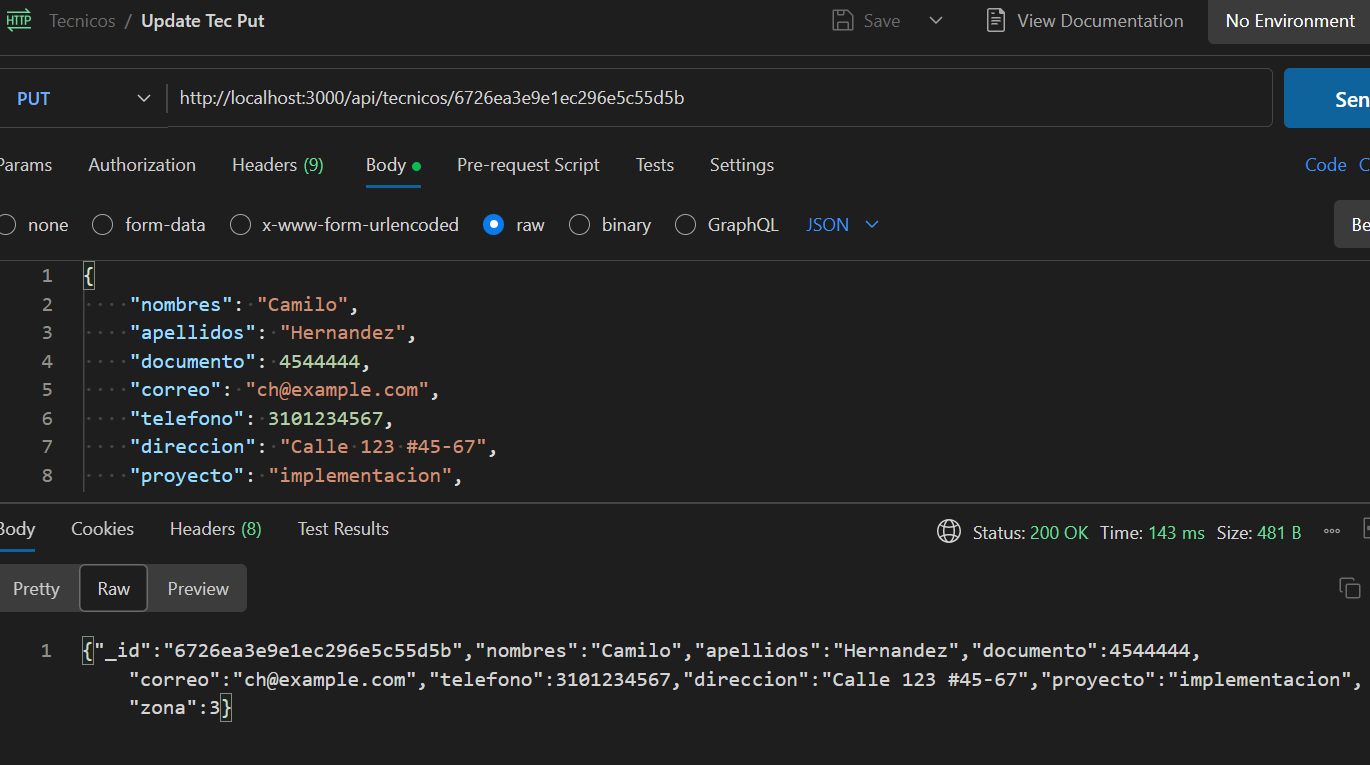 HTTP Tecnicos / Update Tec Put Save View Documentation No Environment
PUT http://localhost:3000/api/tecnicos/6726ea3e9e1ec296e5c55d5b Sen
Params Authorization Headers (9) Body Pre-request Script Tests Settings Code C
none form-data x-www-form-urlencoded raw binary GraphQL JSON Be
1 {
2 "nombres": "Camilo",
3 "apellidos": "Hernandez",
4 "documento": 4544444,
5 "correo": "ch@example.com",
6 "telefono": 3101234567,
7 "direccion": "Calle 123 #45-67",
8 "proyecto": "implementacion",
Body Cookies Headers (8) Test Results Status: 200 OK Time: 143 ms Size: 481 B
Pretty Raw Preview
1 {"_id":"6726ea3e9e1ec296e5c55d5b","nombres":"Camilo","apellidos":"Hernandez","documento":4544444,
"correo":"ch@example.com","telefono":3101234567,"direccion":"Calle 123 #45-67","proyecto":"implementacion",
"zona":3}